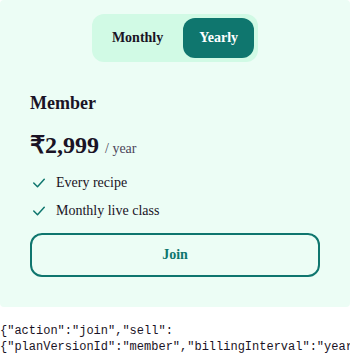 Monthly Yearly
Member
₹2,999 / year
Every recipe
Monthly live class
Join
{"action":"join","sell":
{"planVersionId":"member","billingInterval":"year